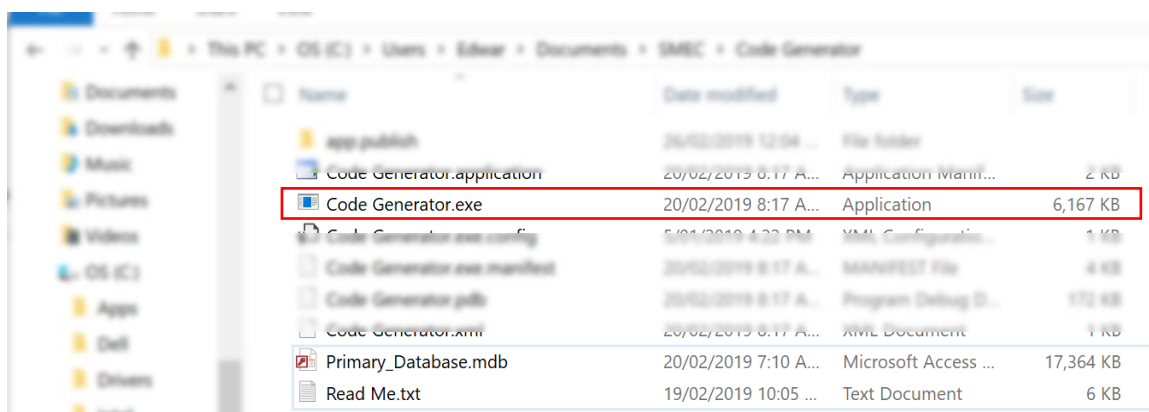 This PC › OS (C:) › Users › Edwar › Documents › SMEC › Code Generator
Documents
Downloads
Music
Pictures
Videos
OS (C:)
Apps
Dell
Drivers
Name Date modified Type Size
app.publish 26/02/2019 12:04 ... File folder
Code Generator.application 20/02/2019 8:17 A... Application Manif... 2 KB
Code Generator.exe 20/02/2019 8:17 A... Application 6,167 KB
Code Generator.exe.config 5/01/2019 4:22 PM XML Configuratio... 1 KB
Code Generator.exe.manifest 20/02/2019 8:17 A... MANIFEST File 4 KB
Code Generator.pdb 20/02/2019 8:17 A... Program Debug D... 172 KB
Code Generator.xml 20/02/2019 8:17 A... XML Document 1 KB
Primary_Database.mdb 20/02/2019 7:10 A... Microsoft Access ... 17,364 KB
Read Me.txt 19/02/2019 10:05 ... Text Document 6 KB